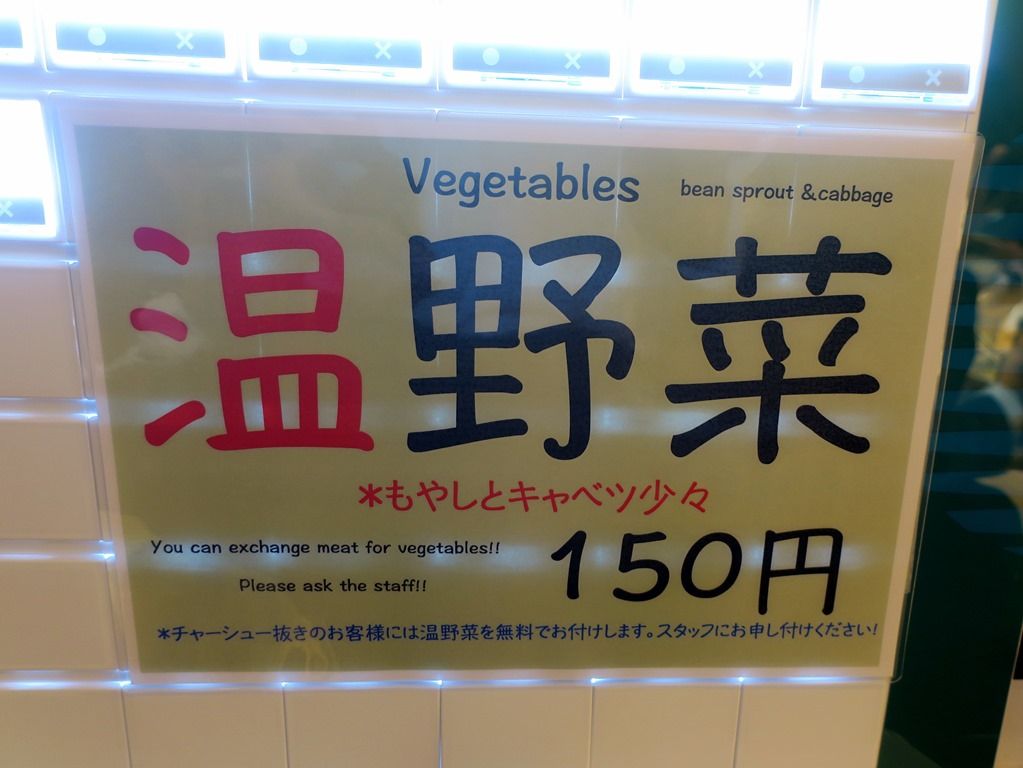 Vegetables bean sprout &cabbage
温野菜
*もやしとキャベツ少々
You can exchange meat for vegetables!!
150円
Please ask the staff!!
*チャーシュー抜きのお客様には温野菜を無料でお付けします。スタッフにお申し付けください!